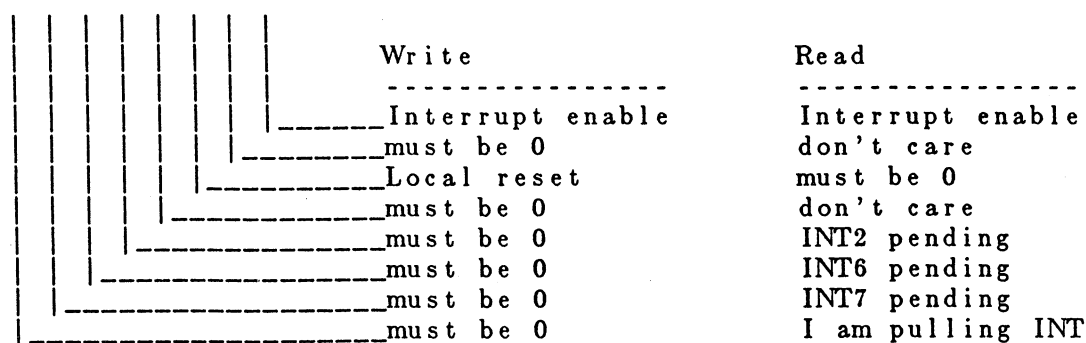 Write Read
---------------- ----------------
Interrupt enable Interrupt enable
must be 0 don't care
Local reset must be 0
must be 0 don't care
must be 0 INT2 pending
must be 0 INT6 pending
must be 0 INT7 pending
must be 0 I am pulling INT